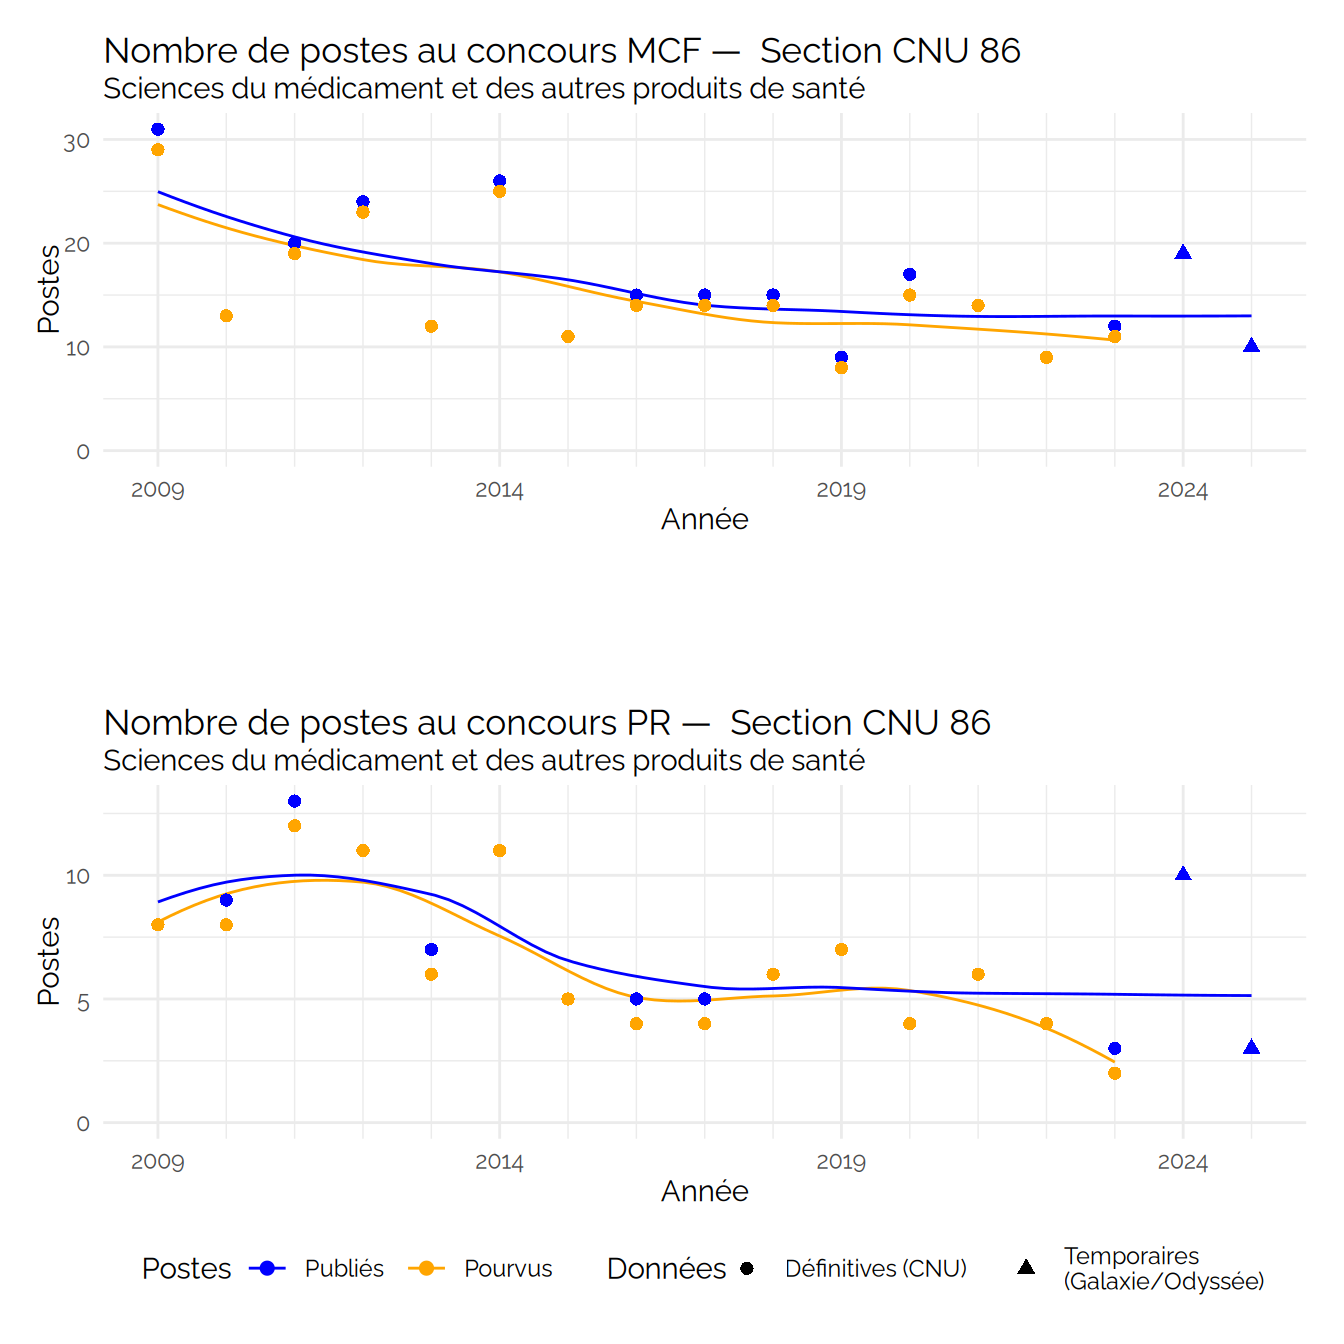 Nombre de postes au concours MCF —  Section CNU 86
Sciences du médicament et des autres produits de santé
Postes
30
20
10
0
2009 2014 2019 2024
Année
Nombre de postes au concours PR —  Section CNU 86
Sciences du médicament et des autres produits de santé
Postes
10
5
0
2009 2014 2019 2024
Année
Postes Publiés Pourvus Données Définitives (CNU) Temporaires
(Galaxie/Odyssée)